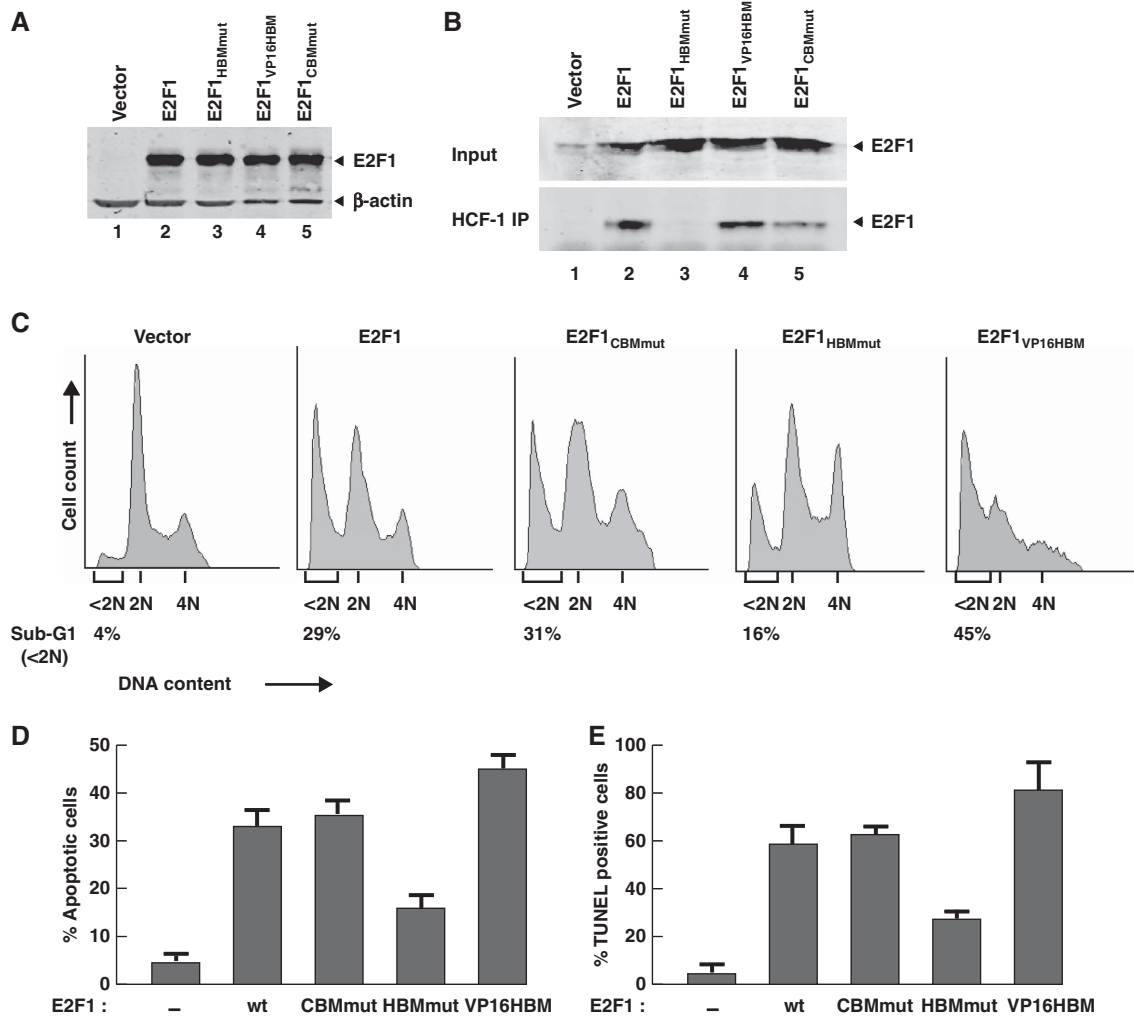 A
Vector
E2F1
E2F1HBMmut
E2F1VP16HBM
E2F1CBMmut
E2F1
β-actin
1 2 3 4 5
B
Vector
E2F1
E2F1HBMmut
E2F1VP16HBM
E2F1CBMmut
Input
E2F1
HCF-1 IP
E2F1
1 2 3 4 5
C
Vector
E2F1
E2F1CBMmut
E2F1HBMmut
E2F1VP16HBM
Cell count
<2N 2N 4N
<2N 2N 4N
<2N 2N 4N
<2N 2N 4N
<2N 2N 4N
Sub-G1 4% 29% 31% 16% 45%
(<2N)
DNA content
D
% Apoptotic cells
50
40
30
20
10
0
E2F1 : – wt CBMmut HBMmut VP16HBM
E
% TUNEL positive cells
100
80
60
40
20
0
E2F1 : – wt CBMmut HBMmut VP16HBM